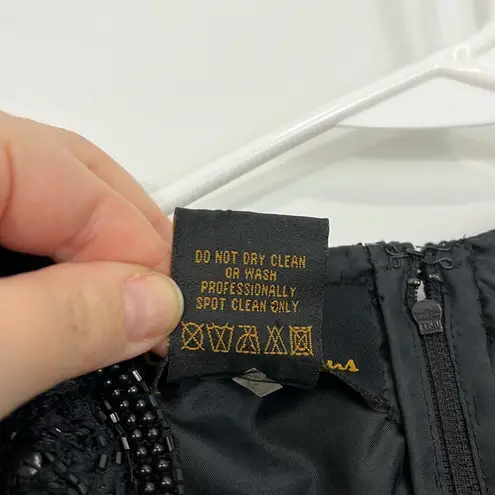 DO NOT DRY CLEAN
OR WASH
PROFESSIONALLY
SPOT CLEAN ONLY